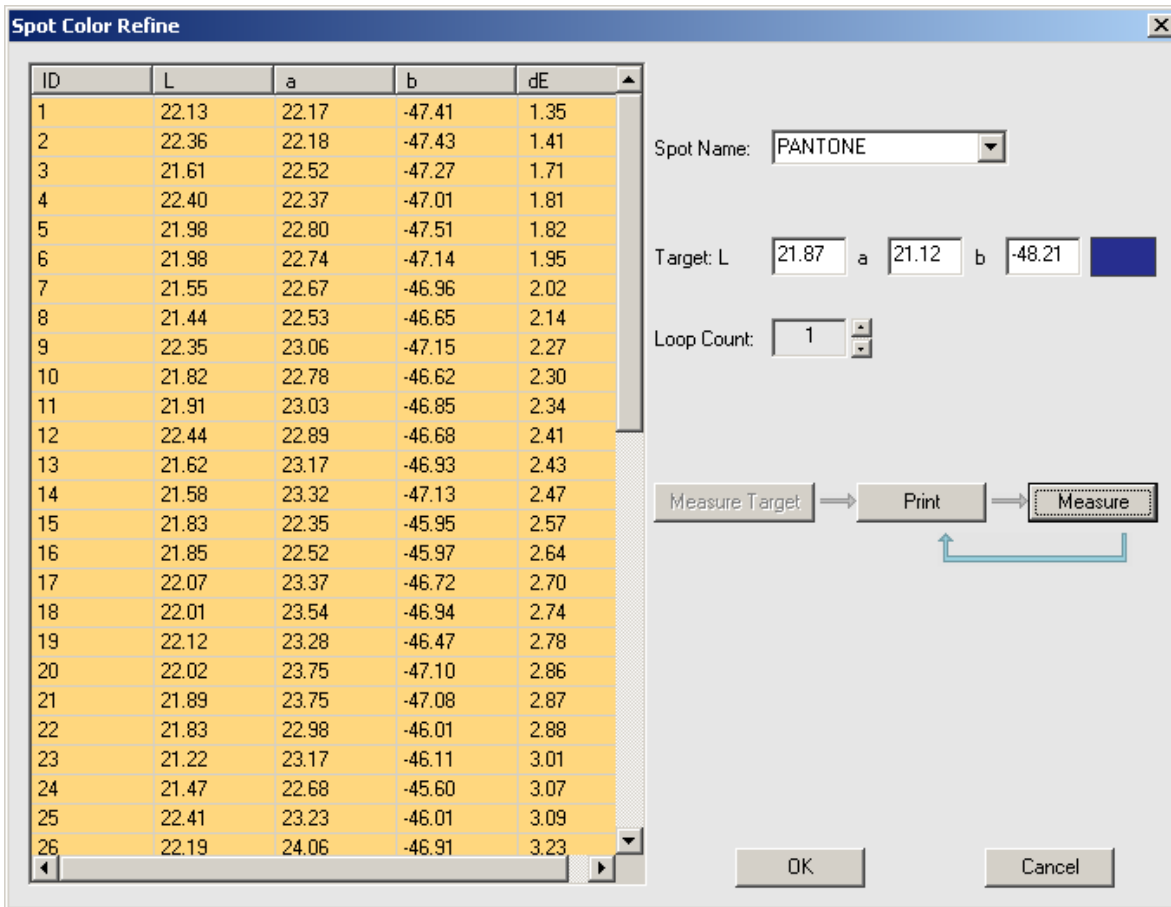 Spot Color Refine
ID L a b dE
1 22.13 22.17 -47.41 1.35
2 22.36 22.18 -47.43 1.41
3 21.61 22.52 -47.27 1.71
4 22.40 22.37 -47.01 1.81
5 21.98 22.80 -47.51 1.82
6 21.98 22.74 -47.14 1.95
7 21.55 22.67 -46.96 2.02
8 21.44 22.53 -46.65 2.14
9 22.35 23.06 -47.15 2.27
10 21.82 22.78 -46.62 2.30
11 21.91 23.03 -46.85 2.34
12 22.44 22.89 -46.68 2.41
13 21.62 23.17 -46.93 2.43
14 21.58 23.32 -47.13 2.47
15 21.83 22.35 -45.95 2.57
16 21.85 22.52 -45.97 2.64
17 22.07 23.37 -46.72 2.70
18 22.01 23.54 -46.94 2.74
19 22.12 23.28 -46.47 2.78
20 22.02 23.75 -47.10 2.86
21 21.89 23.75 -47.08 2.87
22 21.83 22.98 -46.01 2.88
23 21.22 23.17 -46.11 3.01
24 21.47 22.68 -45.60 3.07
25 22.41 23.23 -46.01 3.09
26 22.19 24.06 -46.91 3.23
Spot Name: PANTONE
Target: L 21.87 a 21.12 b -48.21
Loop Count: 1
Measure Target Print Measure
OK Cancel